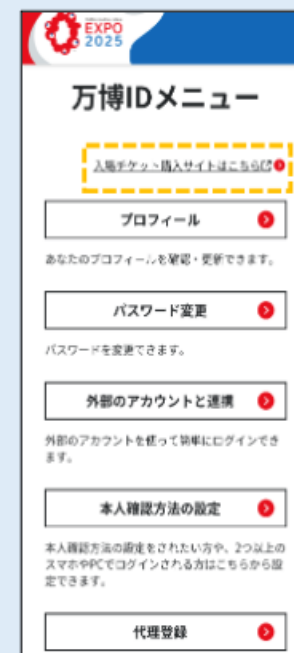 EXPO
2025
万博IDメニュー
入場チケット購入サイトはこちら
プロフィール
あなたのプロフィールを確認・更新できます。
パスワード変更
パスワードを変更できます。
外部のアカウントと連携
外部のアカウントを使って簡単にログインでき
ます。
本人確認方法の設定
本人確認方法の設定をされたい方や、2つ以上の
スマホやPCでログインされる方はこちらから設
定できます。
代理登録